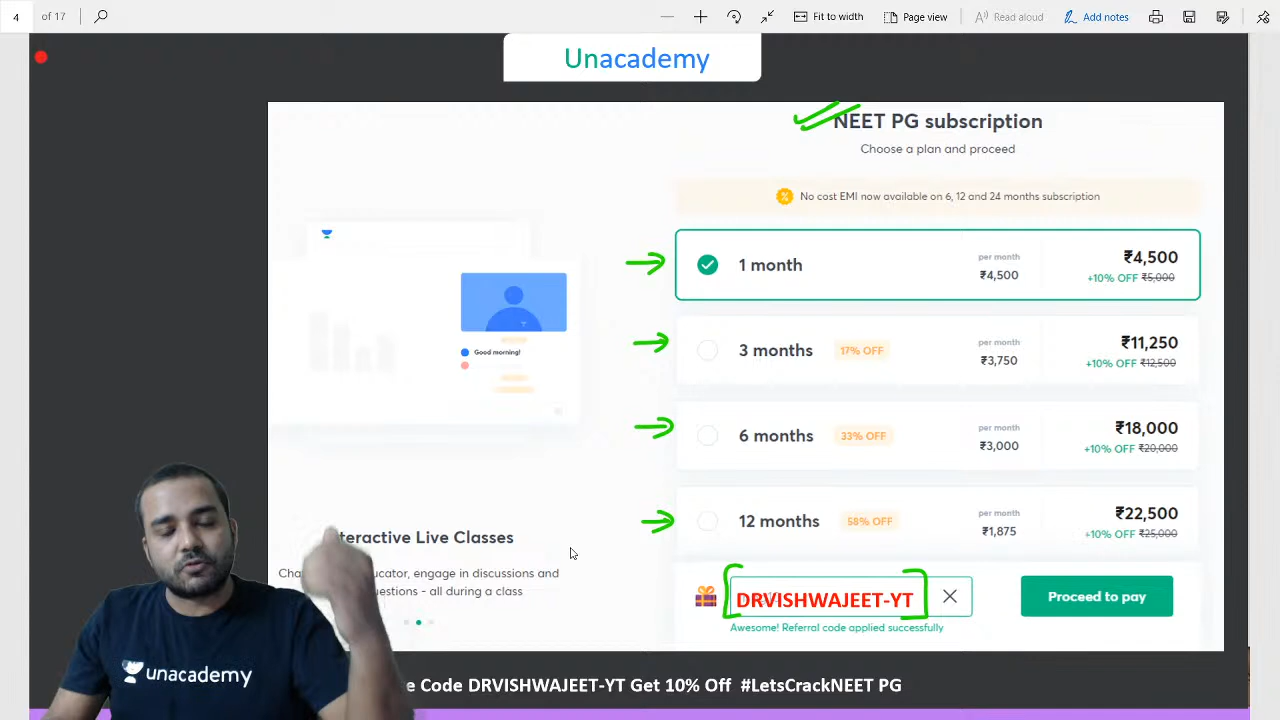 4 of 17
Fit to width
Page view
Read aloud
Add notes
Unacademy
NEET PG subscription
Choose a plan and proceed
No cost EMI now available on 6, 12 and 24 months subscription
1 month
per month
₹4,500
₹4,500
+10% OFF ₹5,000
3 months
17% OFF
per month
₹3,750
₹11,250
+10% OFF ₹12,500
6 months
33% OFF
per month
₹3,000
₹18,000
+10% OFF ₹20,000
12 months
58% OFF
per month
₹1,875
₹22,500
+10% OFF ₹25,000
DRVISHWAJEET-YT
Awesome! Referral code applied successfully
Proceed to pay
Good morning!
teractive Live Classes
ucator, engage in discussions and
estions - all during a class
unacademy
e Code DRVISHWAJEET-YT Get 10% Off #LetsCrackNEET PG